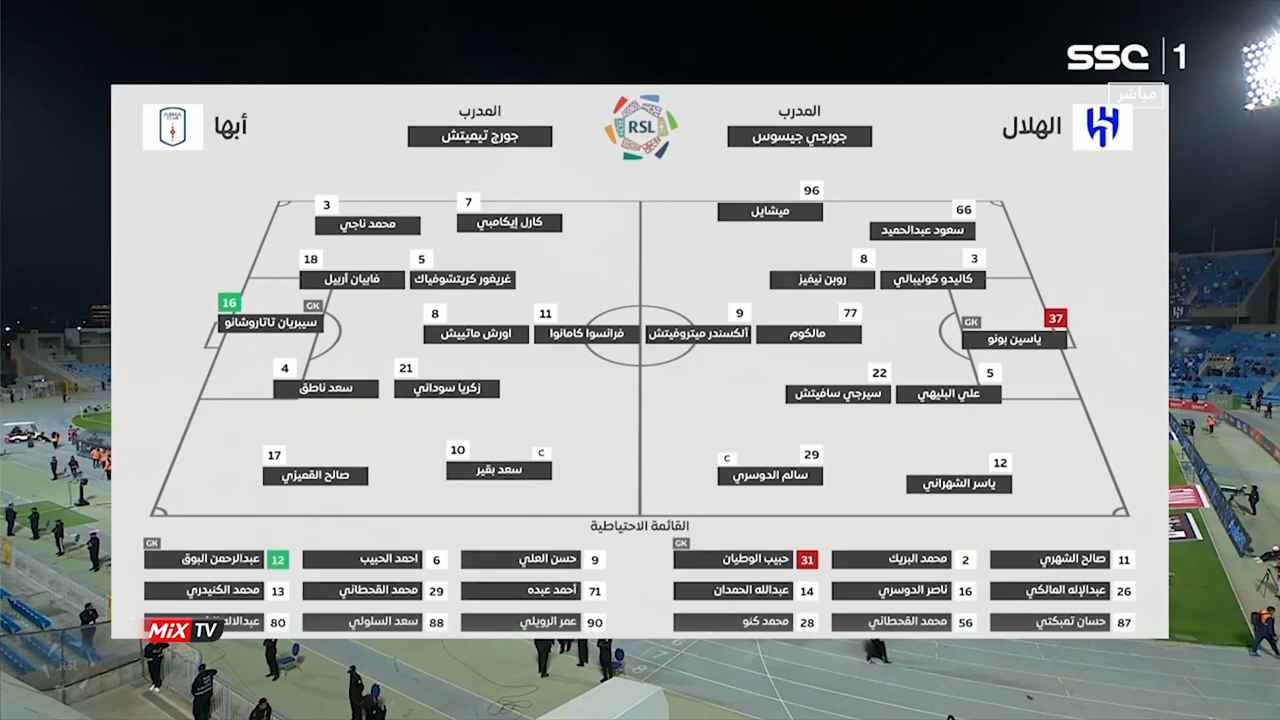 SSC 1
مباشر
الهلال
المدرب
جورجي جيسوس
RSL
المدرب
جورج تيميتش
أبها
ABHA CLUB
96
ميشايل
66
سعود عبدالحميد
8
روبن نيفيز
3
كاليدو كوليبالي
9
ألكسندر ميتروفيتش
77
مالكوم
37
GK
ياسين بونو
22
سيرجي سافيتش
5
علي البليهي
C
29
سالم الدوسري
12
ياسر الشهراني
3
محمد ناجي
7
كارل إيكامبي
18
فابيان أربيل
5
غريغور كريتشوفياك
16
GK
سيبريان تاتاروشانو
8
اورش ماتييش
11
فرانسوا كامانوا
4
سعد ناطق
21
زكريا سوداني
17
صالح القميزي
10
C
سعد بقير
القائمة الاحتياطية
11 صالح الشهري
2 محمد البريك
GK
31 حبيب الوطيان
26 عبدالإله المالكي
16 ناصر الدوسري
14 عبدالله الحمدان
87 حسان تمبكتي
56 محمد القحطاني
28 محمد كنو
9 حسن العلي
6 احمد الحبيب
GK
12 عبدالرحمن البوق
71 أحمد عبده
29 محمد القحطاني
13 محمد الكنيدري
90 عمر الرويلي
88 سعد السلولي
80
MiX TV